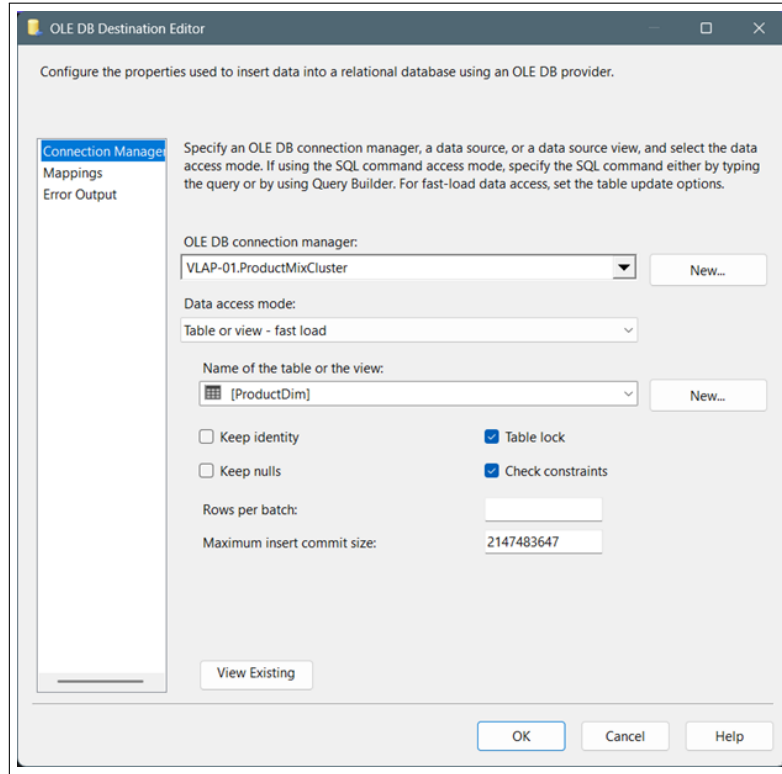 OLE DB Destination Editor
Configure the properties used to insert data into a relational database using an OLE DB provider.
Connection Manager
Mappings
Error Output
Specify an OLE DB connection manager, a data source, or a data source view, and select the data
access mode. If using the SQL command access mode, specify the SQL command either by typing
the query or by using Query Builder. For fast-load data access, set the table update options.
OLE DB connection manager:
VLAP-01.ProductMixCluster
New...
Data access mode:
Table or view - fast load
Name of the table or the view:
[ProductDim]
New...
Keep identity
Table lock
Keep nulls
Check constraints
Rows per batch:
Maximum insert commit size:
2147483647
View Existing
OK
Cancel
Help